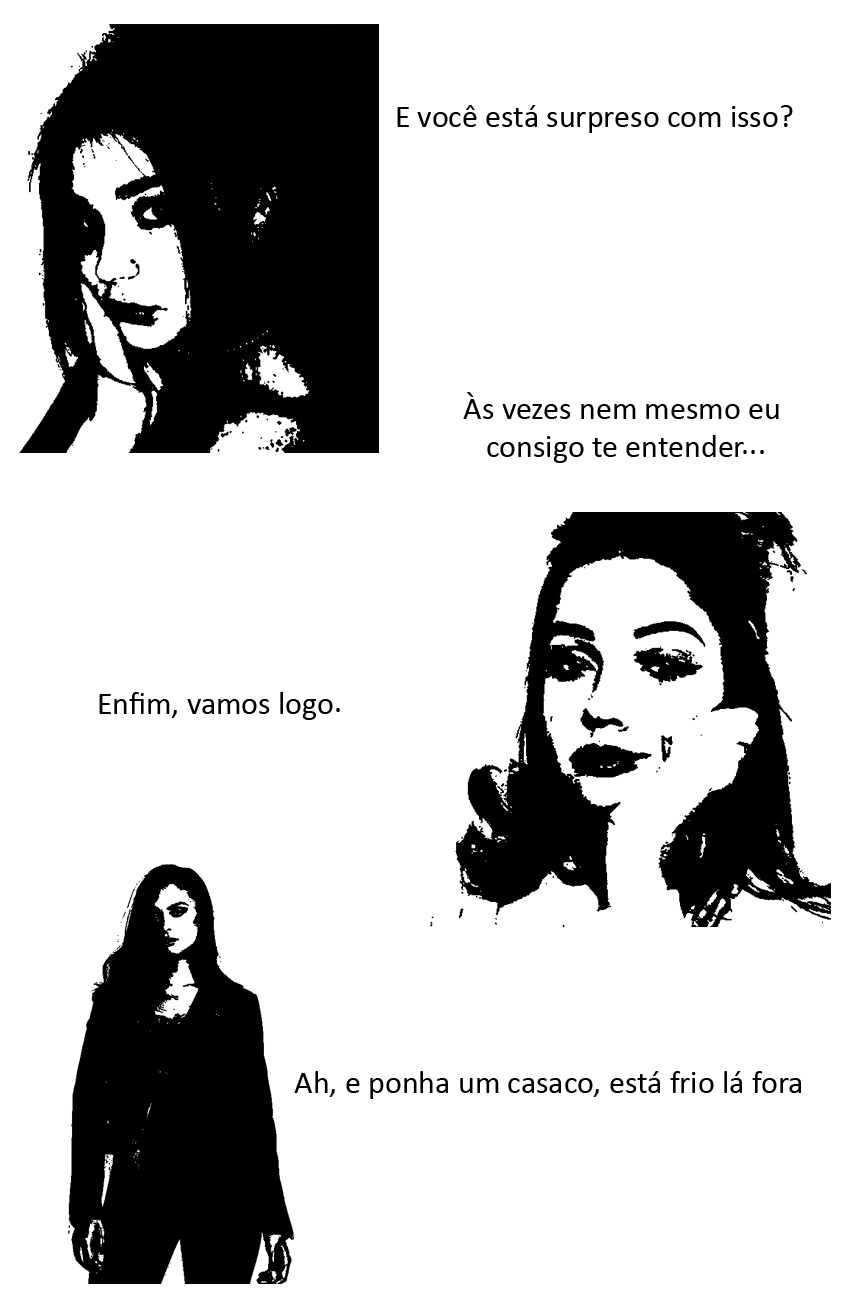 E você está surpreso com isso?
Às vezes nem mesmo eu
consigo te entender...
Enfim, vamos logo.
Ah, e ponha um casaco, está frio lá fora